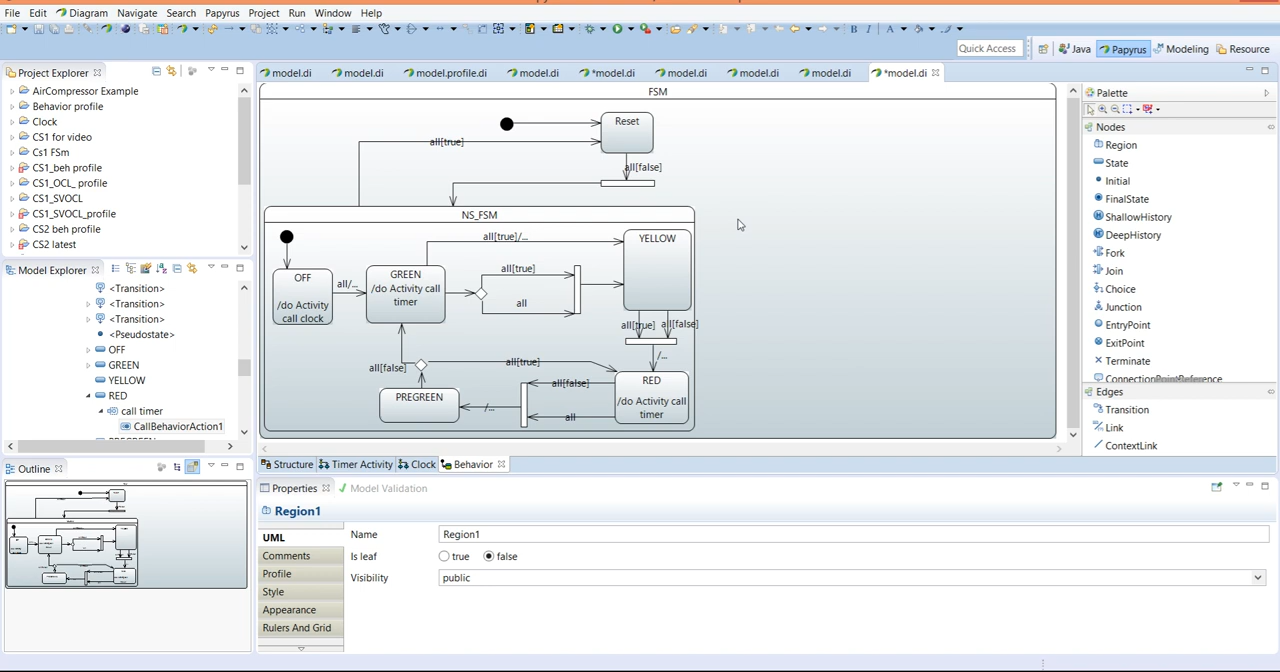 File Edit Diagram Navigate Search Papyrus Project Run Window Help
Quick Access Java Papyrus Modeling Resource
Project Explorer
AirCompressor Example
Behavior profile
Clock
CS1 for video
Cs1 FSm
CS1_beh profile
CS1_OCL_ profile
CS1_SVOCL
CS1_SVOCL_profile
CS2 beh profile
CS2 latest
Model Explorer
<Transition>
<Transition>
<Transition>
<Pseudostate>
OFF
GREEN
YELLOW
RED
call timer
CallBehaviorAction1
Outline
model.di model.di model.profile.di model.di *model.di model.di model.di model.di *model.di
FSM
Reset
all[true]
all[false]
NS_FSM
all[true]/...
YELLOW
OFF
/do Activity
call clock
all/...
GREEN
/do Activity call
timer
all[true]
all
all[true] all[false]
/...
all[false]
all[true]
RED
/do Activity call
timer
all[false]
all
/...
PREGREEN
Structure Timer Activity Clock Behavior
Palette
Nodes
Region
State
Initial
FinalState
ShallowHistory
DeepHistory
Fork
Join
Choice
Junction
EntryPoint
ExitPoint
Terminate
ConnectionPointReference
Edges
Transition
Link
ContextLink
Properties Model Validation
Region1
UML
Comments
Profile
Style
Appearance
Rulers And Grid
Name Region1
Is leaf true false
Visibility public